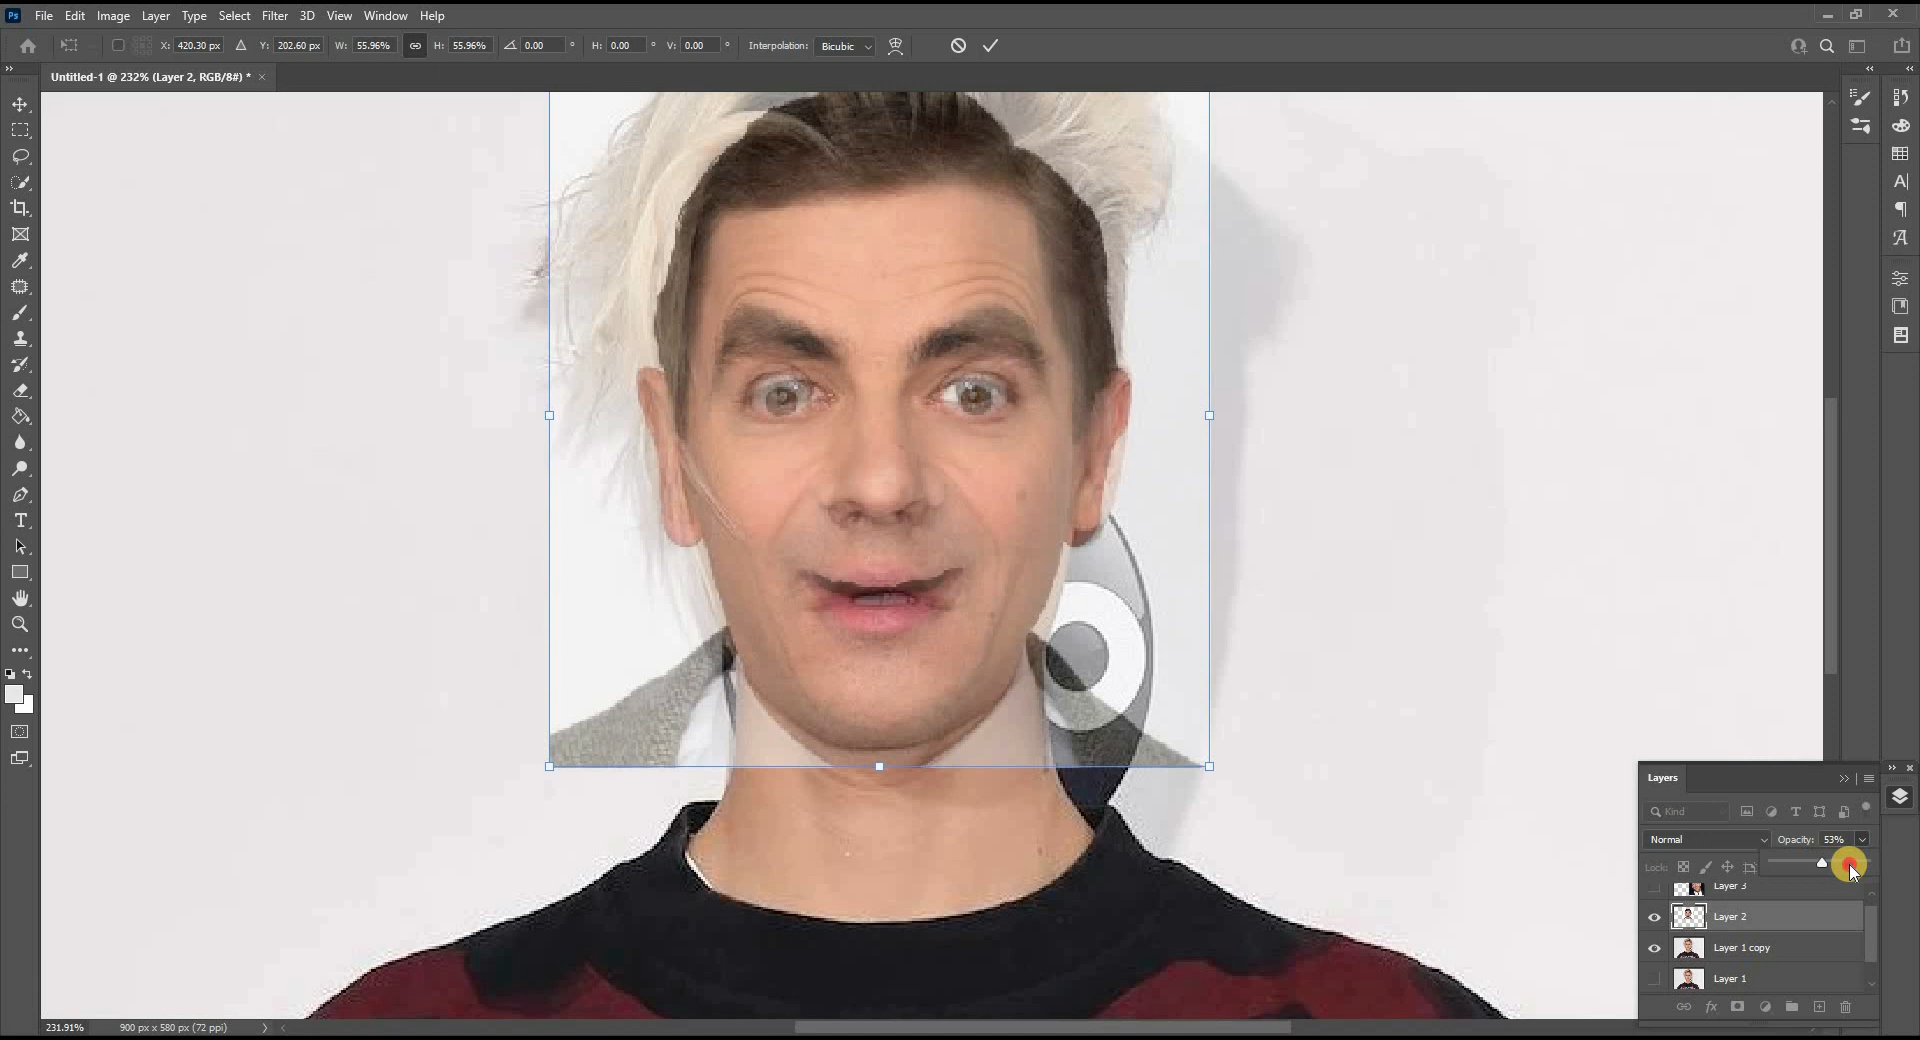 Ps File Edit Image Layer Type Select Filter 3D View Window Help
X: 420.30 px Y: 202.60 px W: 55.96% H: 55.96% 0.00 ° H: 0.00 ° V: 0.00 ° Interpolation: Bicubic
Untitled-1 @ 232% (Layer 2, RGB/8#) * ×
Layers
Kind
Normal Opacity: 53%
Lock:
Layer 3
Layer 2
Layer 1 copy
Layer 1
231.91% 900 px x 580 px (72 ppi)